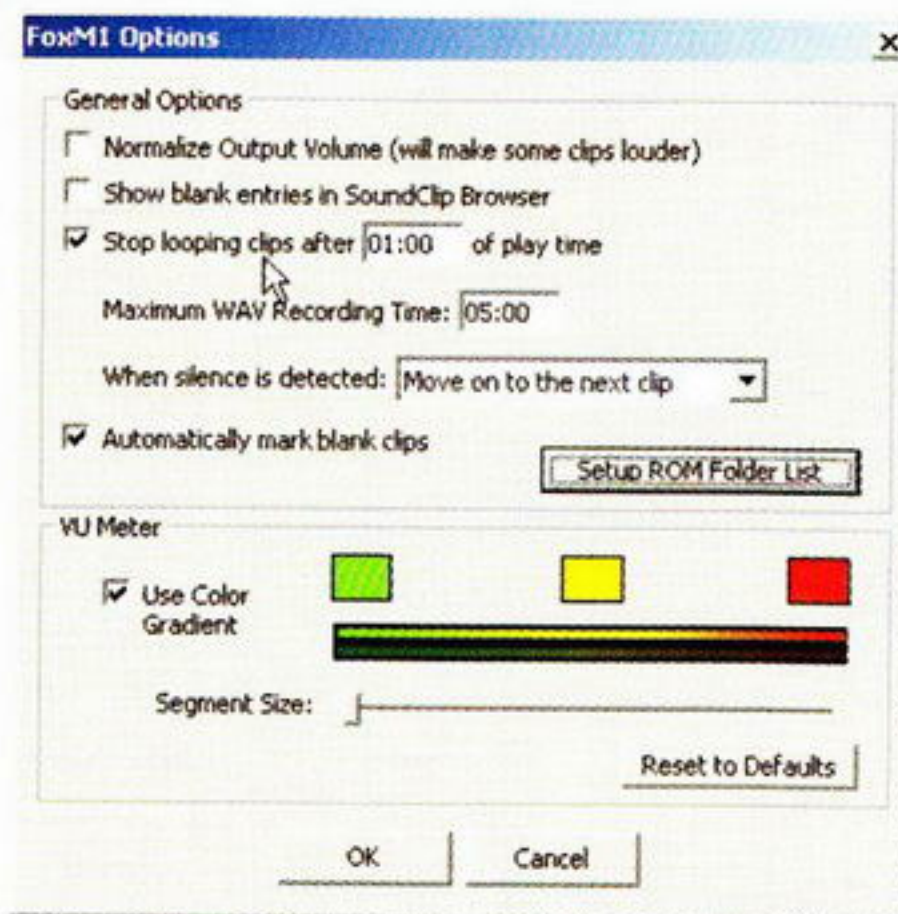 FoxM1 Options
General Options
Normalize Output Volume (will make some clips louder)
Show blank entries in SoundClip Browser
Stop looping clips after 01:00 of play time
Maximum WAV Recording Time: 05:00
When silence is detected: Move on to the next clip
Automatically mark blank clips
Setup ROM Folder List
VU Meter
Use Color
Gradient
Segment Size:
Reset to Defaults
OK Cancel